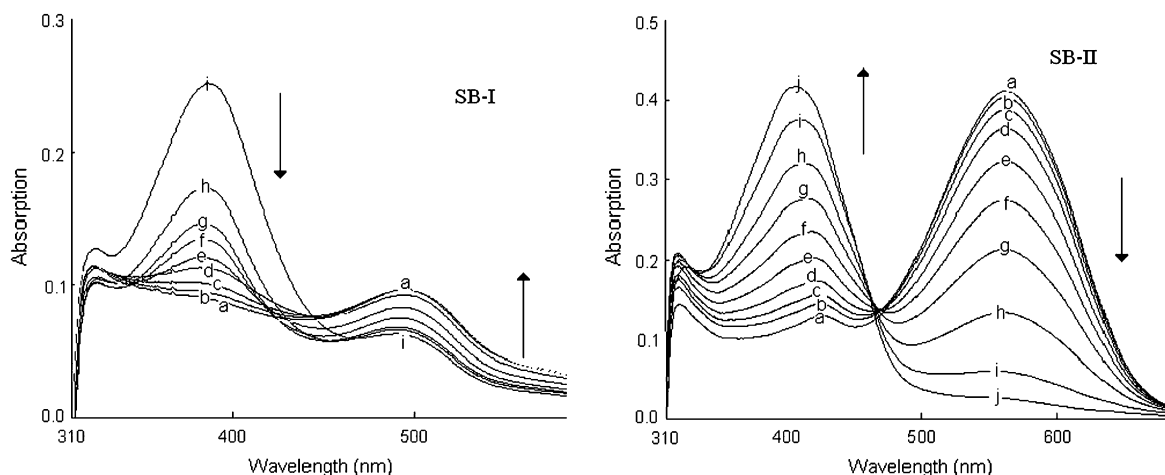 0.3
0.2
0.1
0.0
Absorption
310
400
500
Wavelength (nm)
SB-I
i
h
g
f
e
d
c
b
a
a
i
0.5
0.4
0.3
0.2
0.1
0.0
Absorption
310
400
500
600
Wavelength (nm)
SB-II
j
i
h
g
f
e
d
c
b
a
a
b
c
d
e
f
g
h
i
j